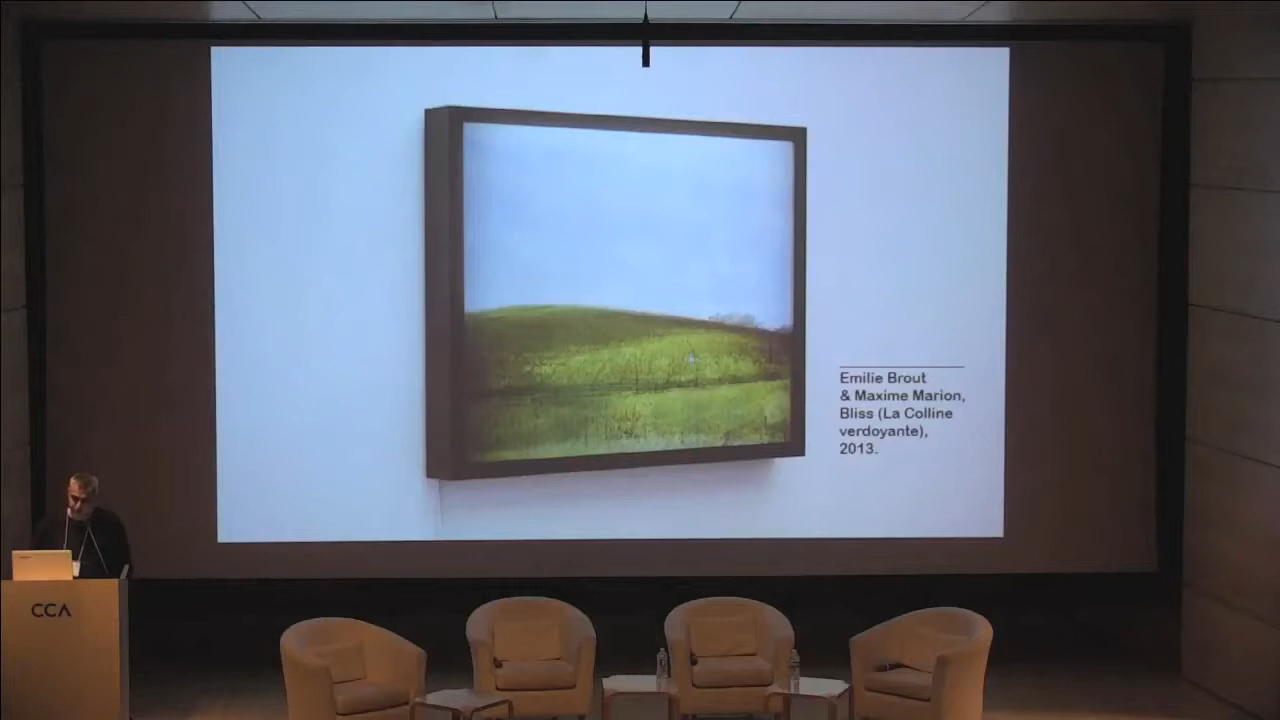 Emilie Brout
& Maxime Marion,
Bliss (La Colline
verdoyante),
2013.
CCA